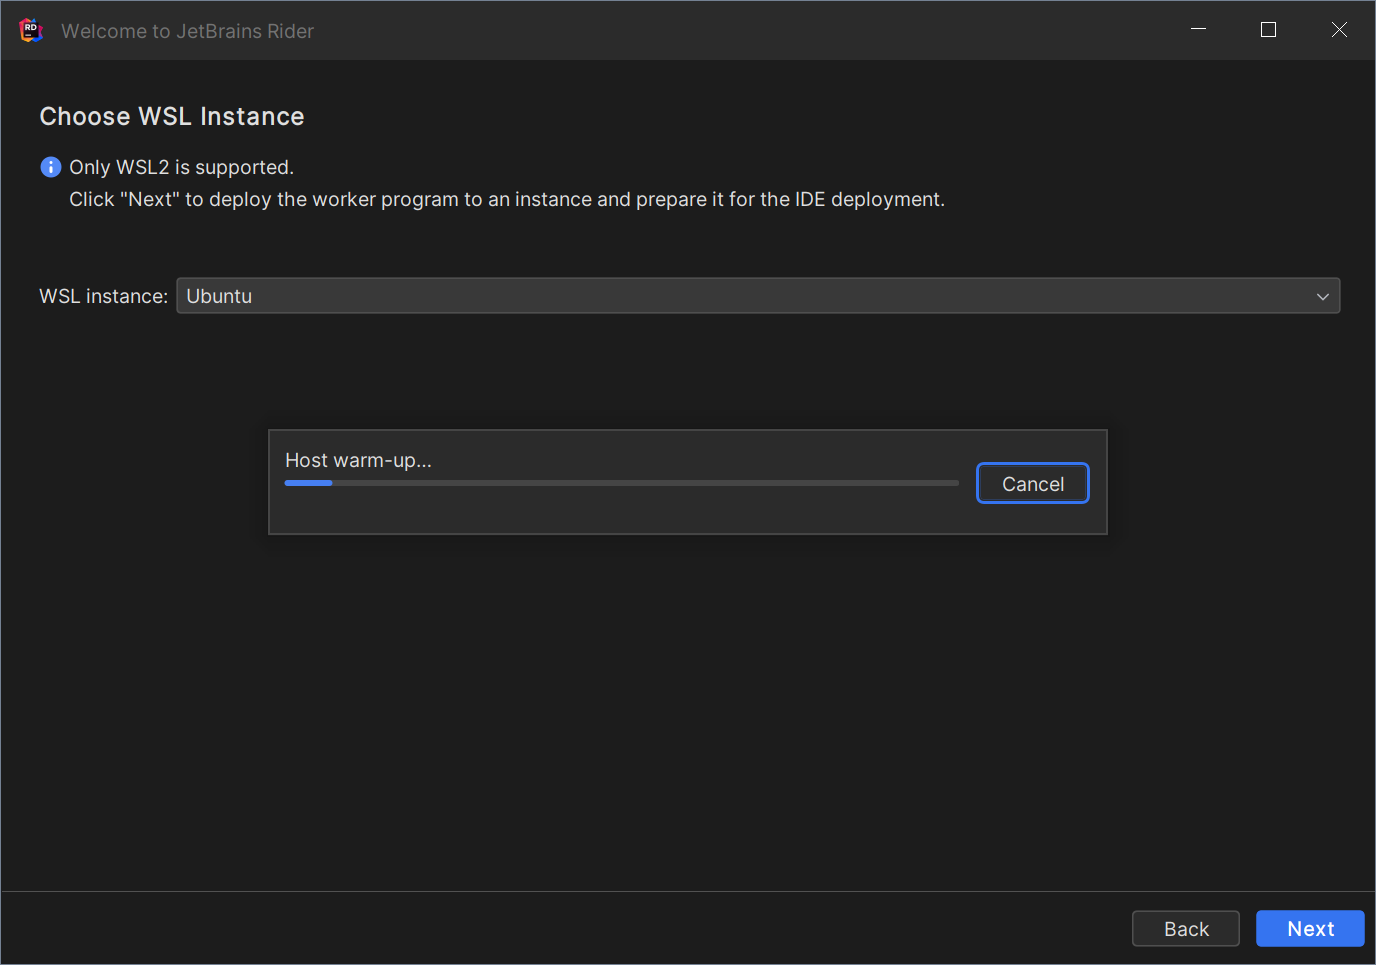 RD
Welcome to JetBrains Rider
Choose WSL Instance
Only WSL2 is supported.
Click "Next" to deploy the worker program to an instance and prepare it for the IDE deployment.
WSL instance: Ubuntu
Host warm-up...
Cancel
Back Next